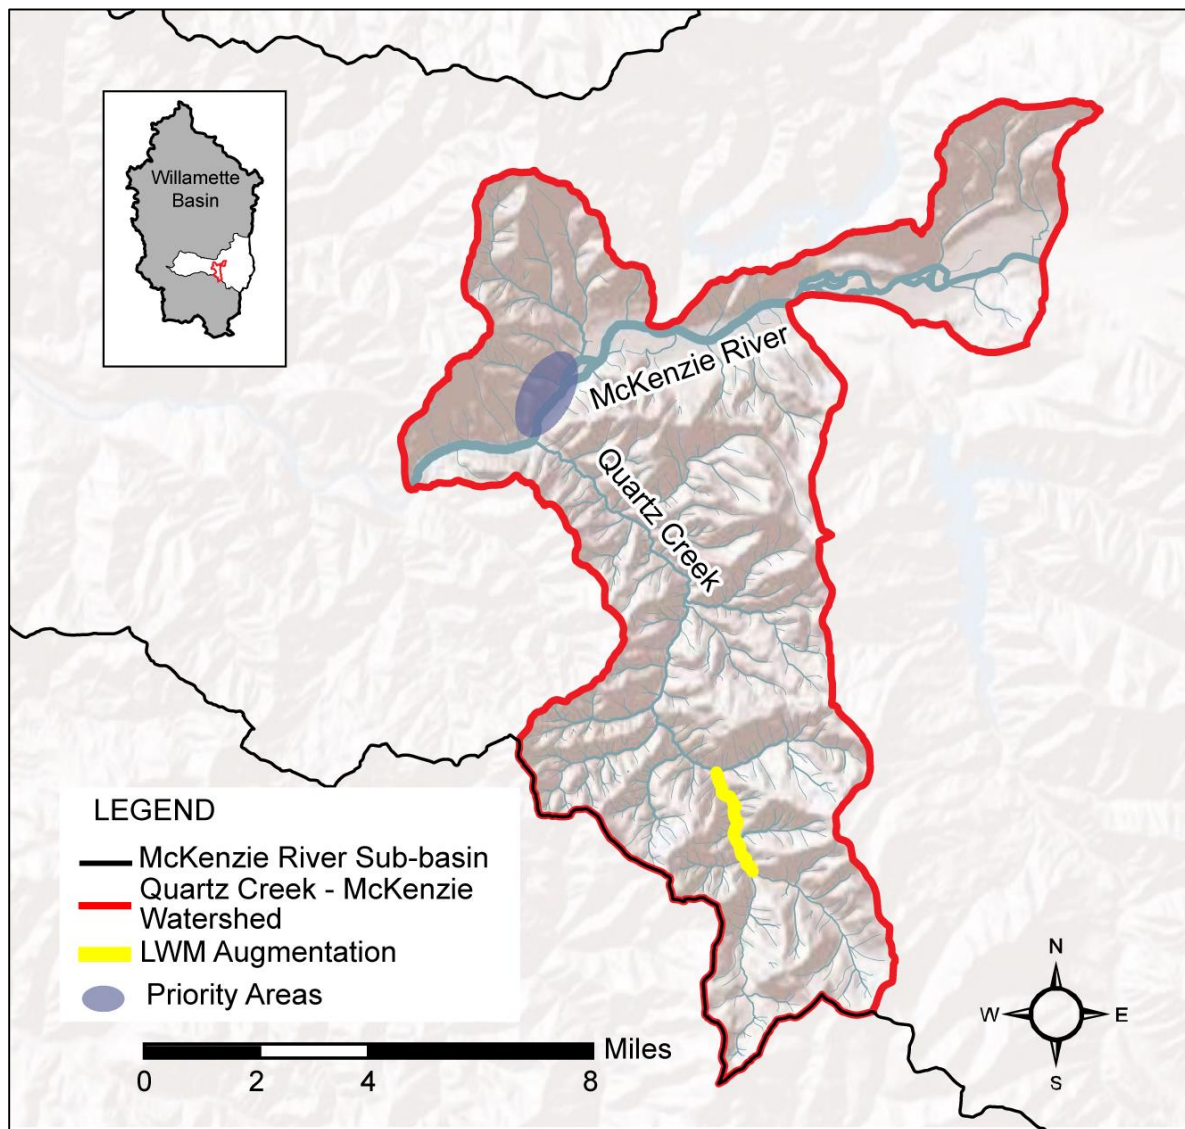 Willamette
Basin
McKenzie River
Quartz Creek
LEGEND
McKenzie River Sub-basin
Quartz Creek - McKenzie
Watershed
LWM Augmentation
Priority Areas
Miles
0 2 4 8
N
W E
S